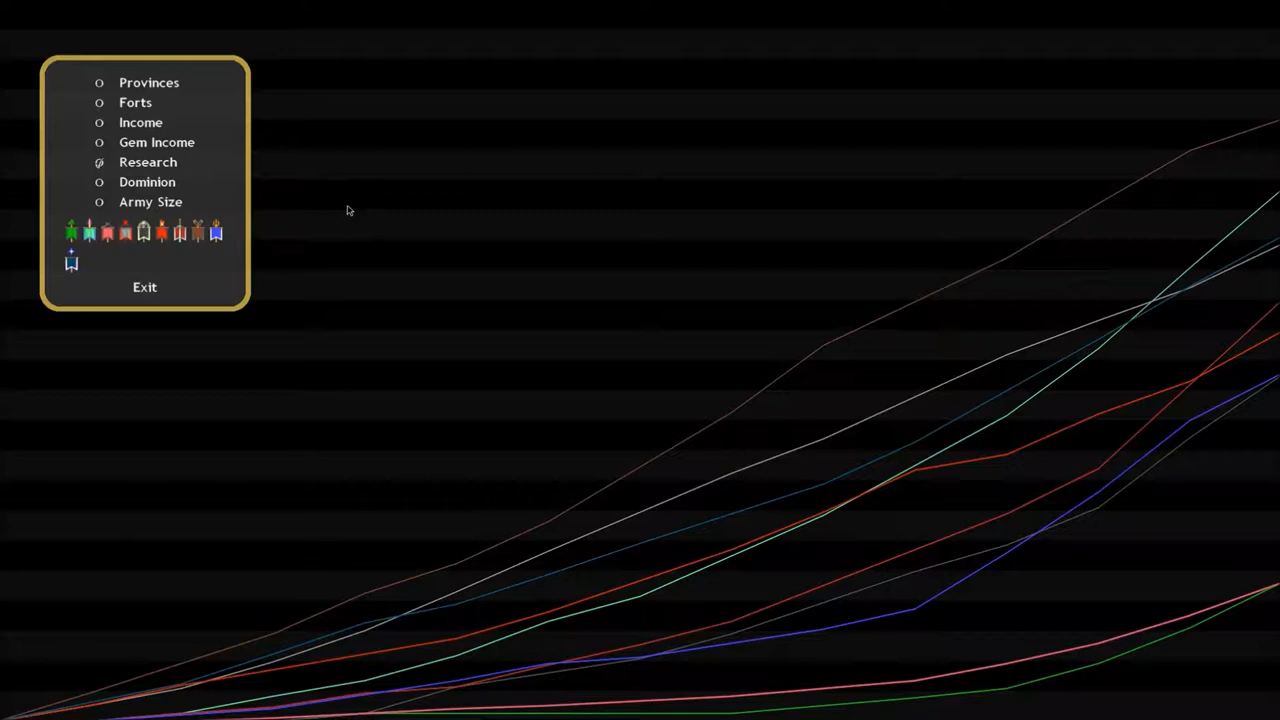 Provinces
Forts
Income
Gem Income
Research
Dominion
Army Size
Exit